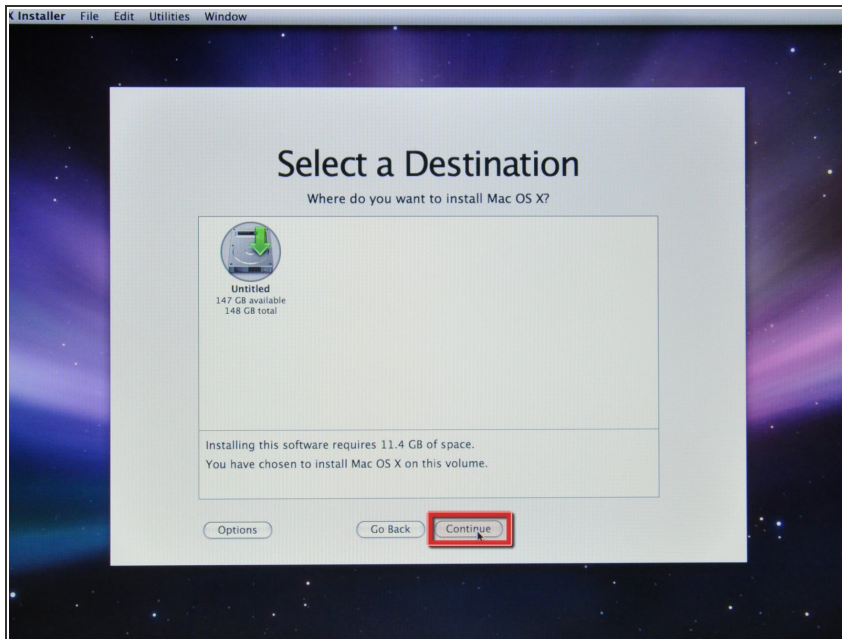 X Installer File Edit Utilities Window
Select a Destination
Where do you want to install Mac OS X?
Untitled
147 GB available
148 GB total
Installing this software requires 11.4 GB of space.
You have chosen to install Mac OS X on this volume.
Options Go Back Continue